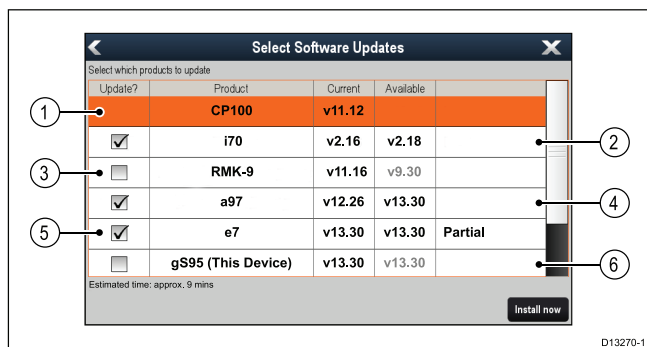 Select Software Updates
Select which products to update
Update? Product Current Available
1 CP100 v11.12
i70 v2.16 v2.18 2
3 RMK-9 v11.16 v9.30
a97 v12.26 v13.30 4
5 e7 v13.30 v13.30 Partial
gS95 (This Device) v13.30 v13.30 6
Estimated time: approx. 9 mins
Install now
D13270-1